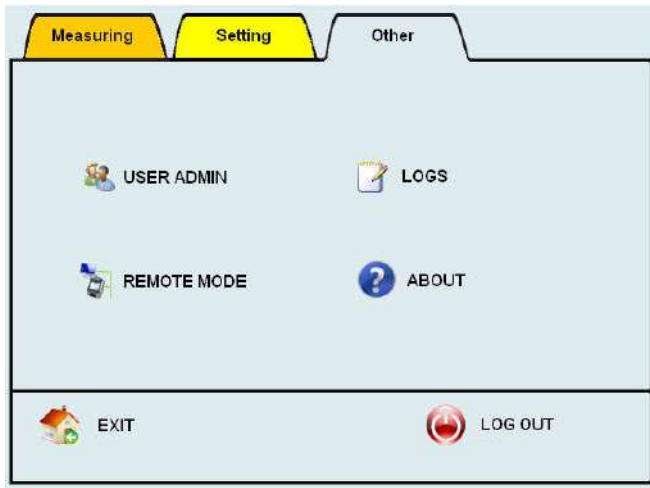 Measuring Setting Other
USER ADMIN LOGS
REMOTE MODE ABOUT
EXIT LOG OUT